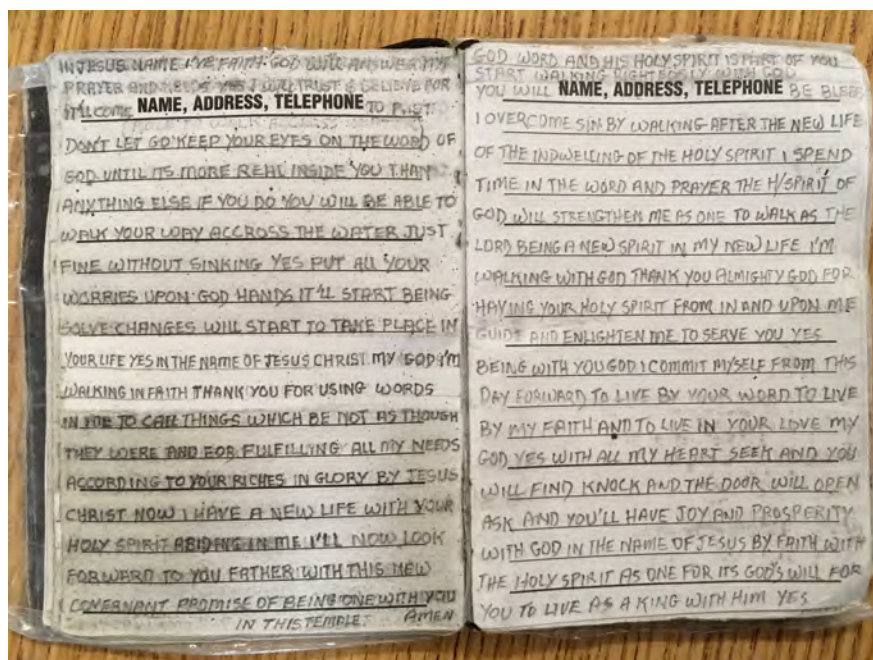 IN JESUS NAME I'VE FAITH GOD WILL ANSWER MY
PRAYER AND NEEDS YES I WILL TRUST & BELIEVE FOR
IT'LL COME NAME, ADDRESS, TELEPHONE TO PAST
DON'T LET GO KEEP YOUR EYES ON THE WORD OF
GOD UNTIL ITS MORE REAL INSIDE YOU THAN
ANYTHING ELSE IF YOU DO YOU WILL BE ABLE TO
WALK YOUR WAY ACCROSS THE WATER JUST
FINE WITHOUT SINKING YES PUT ALL YOUR
WORRIES UPON GOD HANDS IT'LL START BEING
SOLVE CHANGES WILL START TO TAKE PLACE IN
YOUR LIFE YES IN THE NAME OF JESUS CHRIST MY GOD I'M
WALKING IN FAITH THANK YOU FOR USING WORDS
IN ME TO CALL THINGS WHICH BE NOT AS THOUGH
THEY WERE AND FOR FULFILLING ALL MY NEEDS
ACCORDING TO YOUR RICHES IN GLORY BY JESUS
CHRIST NOW I HAVE A NEW LIFE WITH YOUR
HOLY SPIRIT ABIDING IN ME I'LL NOW LOOK
FORWARD TO YOU FATHER WITH THIS NEW
COVERNANT PROMISE OF BEING ONE WITH YOU
IN THIS TEMPLE AMEN
GOD WORD AND HIS HOLY SPIRIT IS PART OF YOU
START WALKING RIGHTEOSLY WITH GOD
YOU WILL NAME, ADDRESS, TELEPHONE BE BLESS
I OVERCOME SIN BY WALKING AFTER THE NEW LIFE
OF THE INDWELLING OF THE HOLY SPIRIT I SPEND
TIME IN THE WORD AND PRAYER THE H/SPIRIT OF
GOD WILL STRENGTHEN ME AS ONE TO WALK AS THE
LORD BEING A NEW SPIRIT IN MY NEW LIFE I'M
WALKING WITH GOD THANK YOU ALMIGHTY GOD FOR
HAVING YOUR HOLY SPIRIT FROM IN AND UPON ME
GUIDE AND ENLIGHTEN ME TO SERVE YOU YES
BEING WITH YOU GOD I COMMIT MYSELF FROM THIS
DAY FORWARD TO LIVE BY YOUR WORD TO LIVE
BY MY FAITH AND TO LIVE IN YOUR LOVE MY
GOD YES WITH ALL MY HEART SEEK AND YOU
WILL FIND KNOCK AND THE DOOR WILL OPEN
ASK AND YOU'LL HAVE JOY AND PROSPERITY
WITH GOD IN THE NAME OF JESUS BY FAITH WITH
THE HOLY SPIRIT AS ONE FOR ITS GOD'S WILL FOR
YOU TO LIVE AS A KING WITH HIM YES